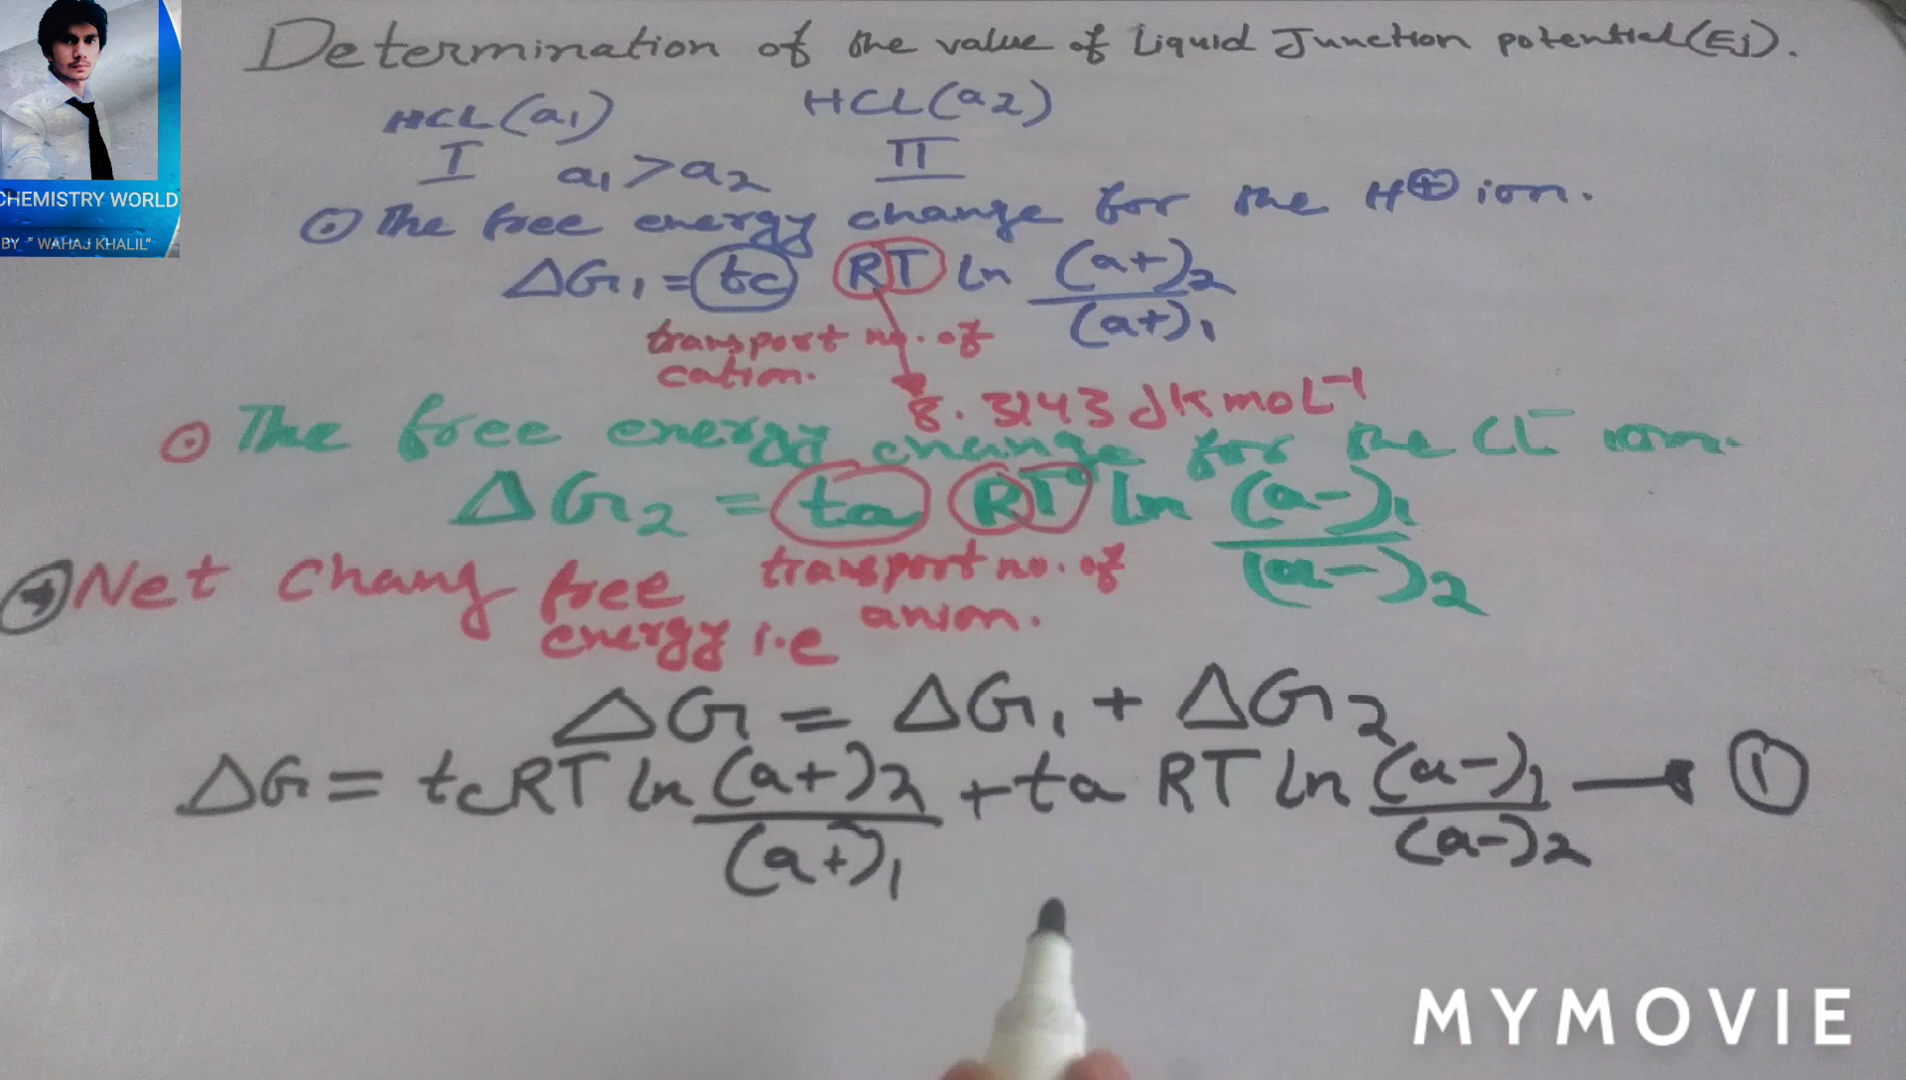 Determination of the value of Liquid Junction potential (Ej).
HCL(a1) HCL(a2)
I a1 > a2 II
CHEMISTRY WORLD
BY "WAHAJ KHALIL"
⊙ The free energy change for the H⊕ ion.
ΔG1 = tc RT ln (a+)2 / (a+)1
transport no. of
cation.
8.3143 JK mol⁻¹
⊙ The free energy change for the CL⁻ ion.
ΔG2 = ta RT ln (a-)1 / (a-)2
transport no. of
anion.
Net Chang free
energy i.e
ΔG = ΔG1 + ΔG2
ΔG = tc RT ln (a+)2 / (a+)1 + ta RT ln (a-)1 / (a-)2 → ①
MYMOVIE